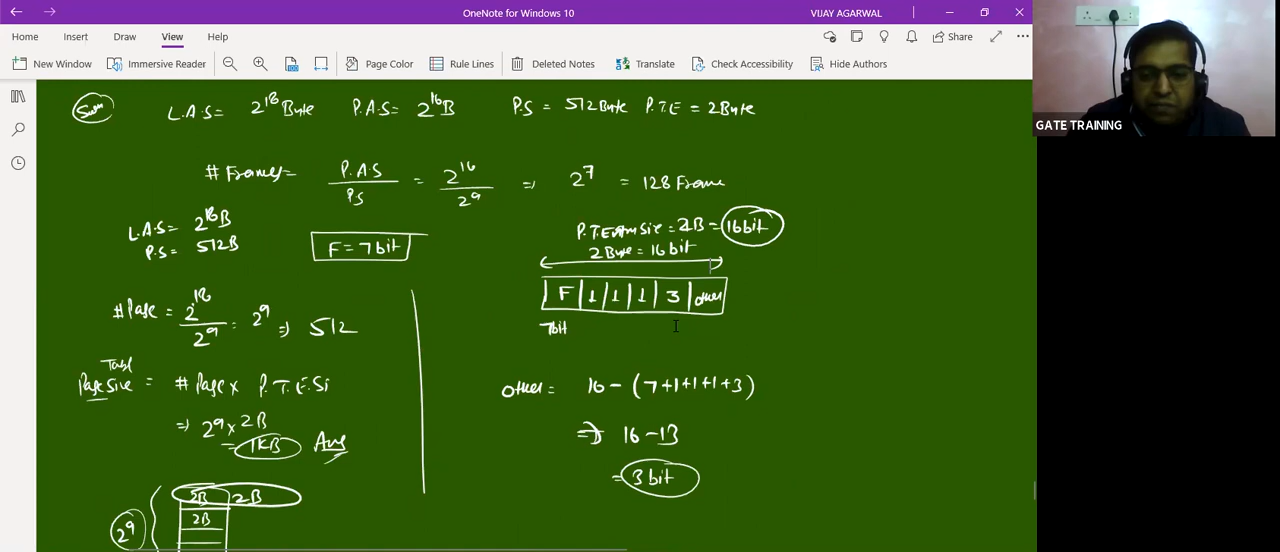 OneNote for Windows 10
VIJAY AGARWAL
Home Insert Draw View Help
Share
New Window Immersive Reader Page Color Rule Lines Deleted Notes Translate Check Accessibility Hide Authors
GATE TRAINING
Sum L.A.S = 2^18 Byte P.A.S = 2^16 B P.S = 512 Byte P.T.E = 2 Byte
# Frames = P.A.S / P.S = 2^16 / 2^9 ⇒ 2^7 = 128 Frame
L.A.S = 2^18 B
P.S = 512 B
F = 7 bit
P.T. Size = 2B = 16 bit
2 Byte = 16 bit
F 1 1 1 3 other
7bit
# Page = 2^18 / 2^9 = 2^9 ⇒ 512
Page Table Size = # Page x P.T.E.Si
⇒ 2^9 x 2B
= 1KB Ans
other = 16 - (7+1+1+1+3)
⇒ 16 - 13
= 3 bit
2B 2B
2B
2^9